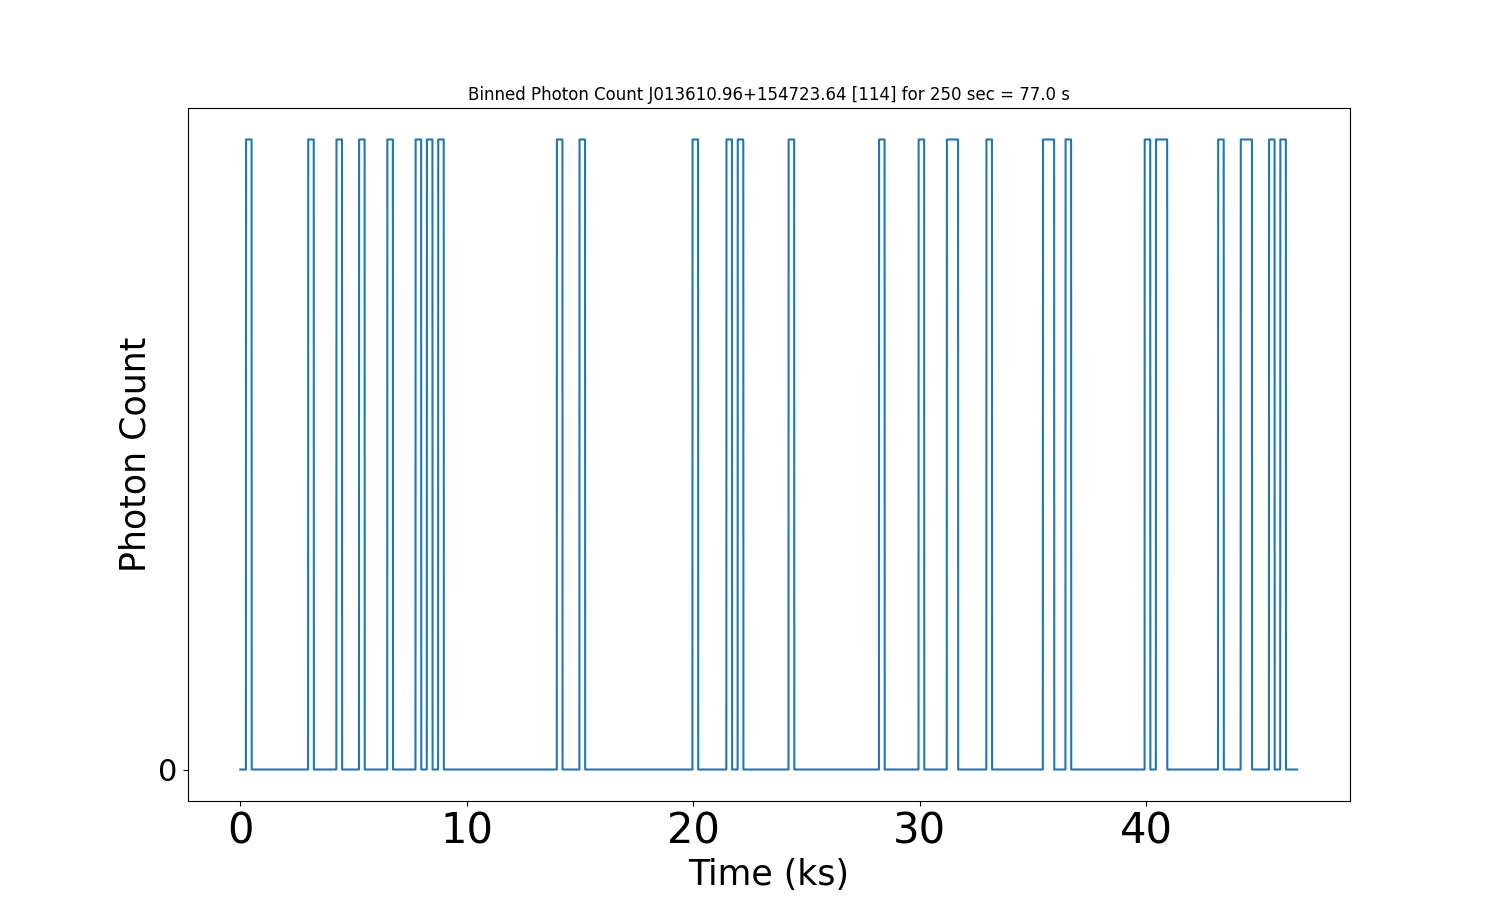 Binned Photon Count J013610.96+154723.64 [114] for 250 sec = 77.0 s
Photon Count
0
0 10 20 30 40
Time (ks)